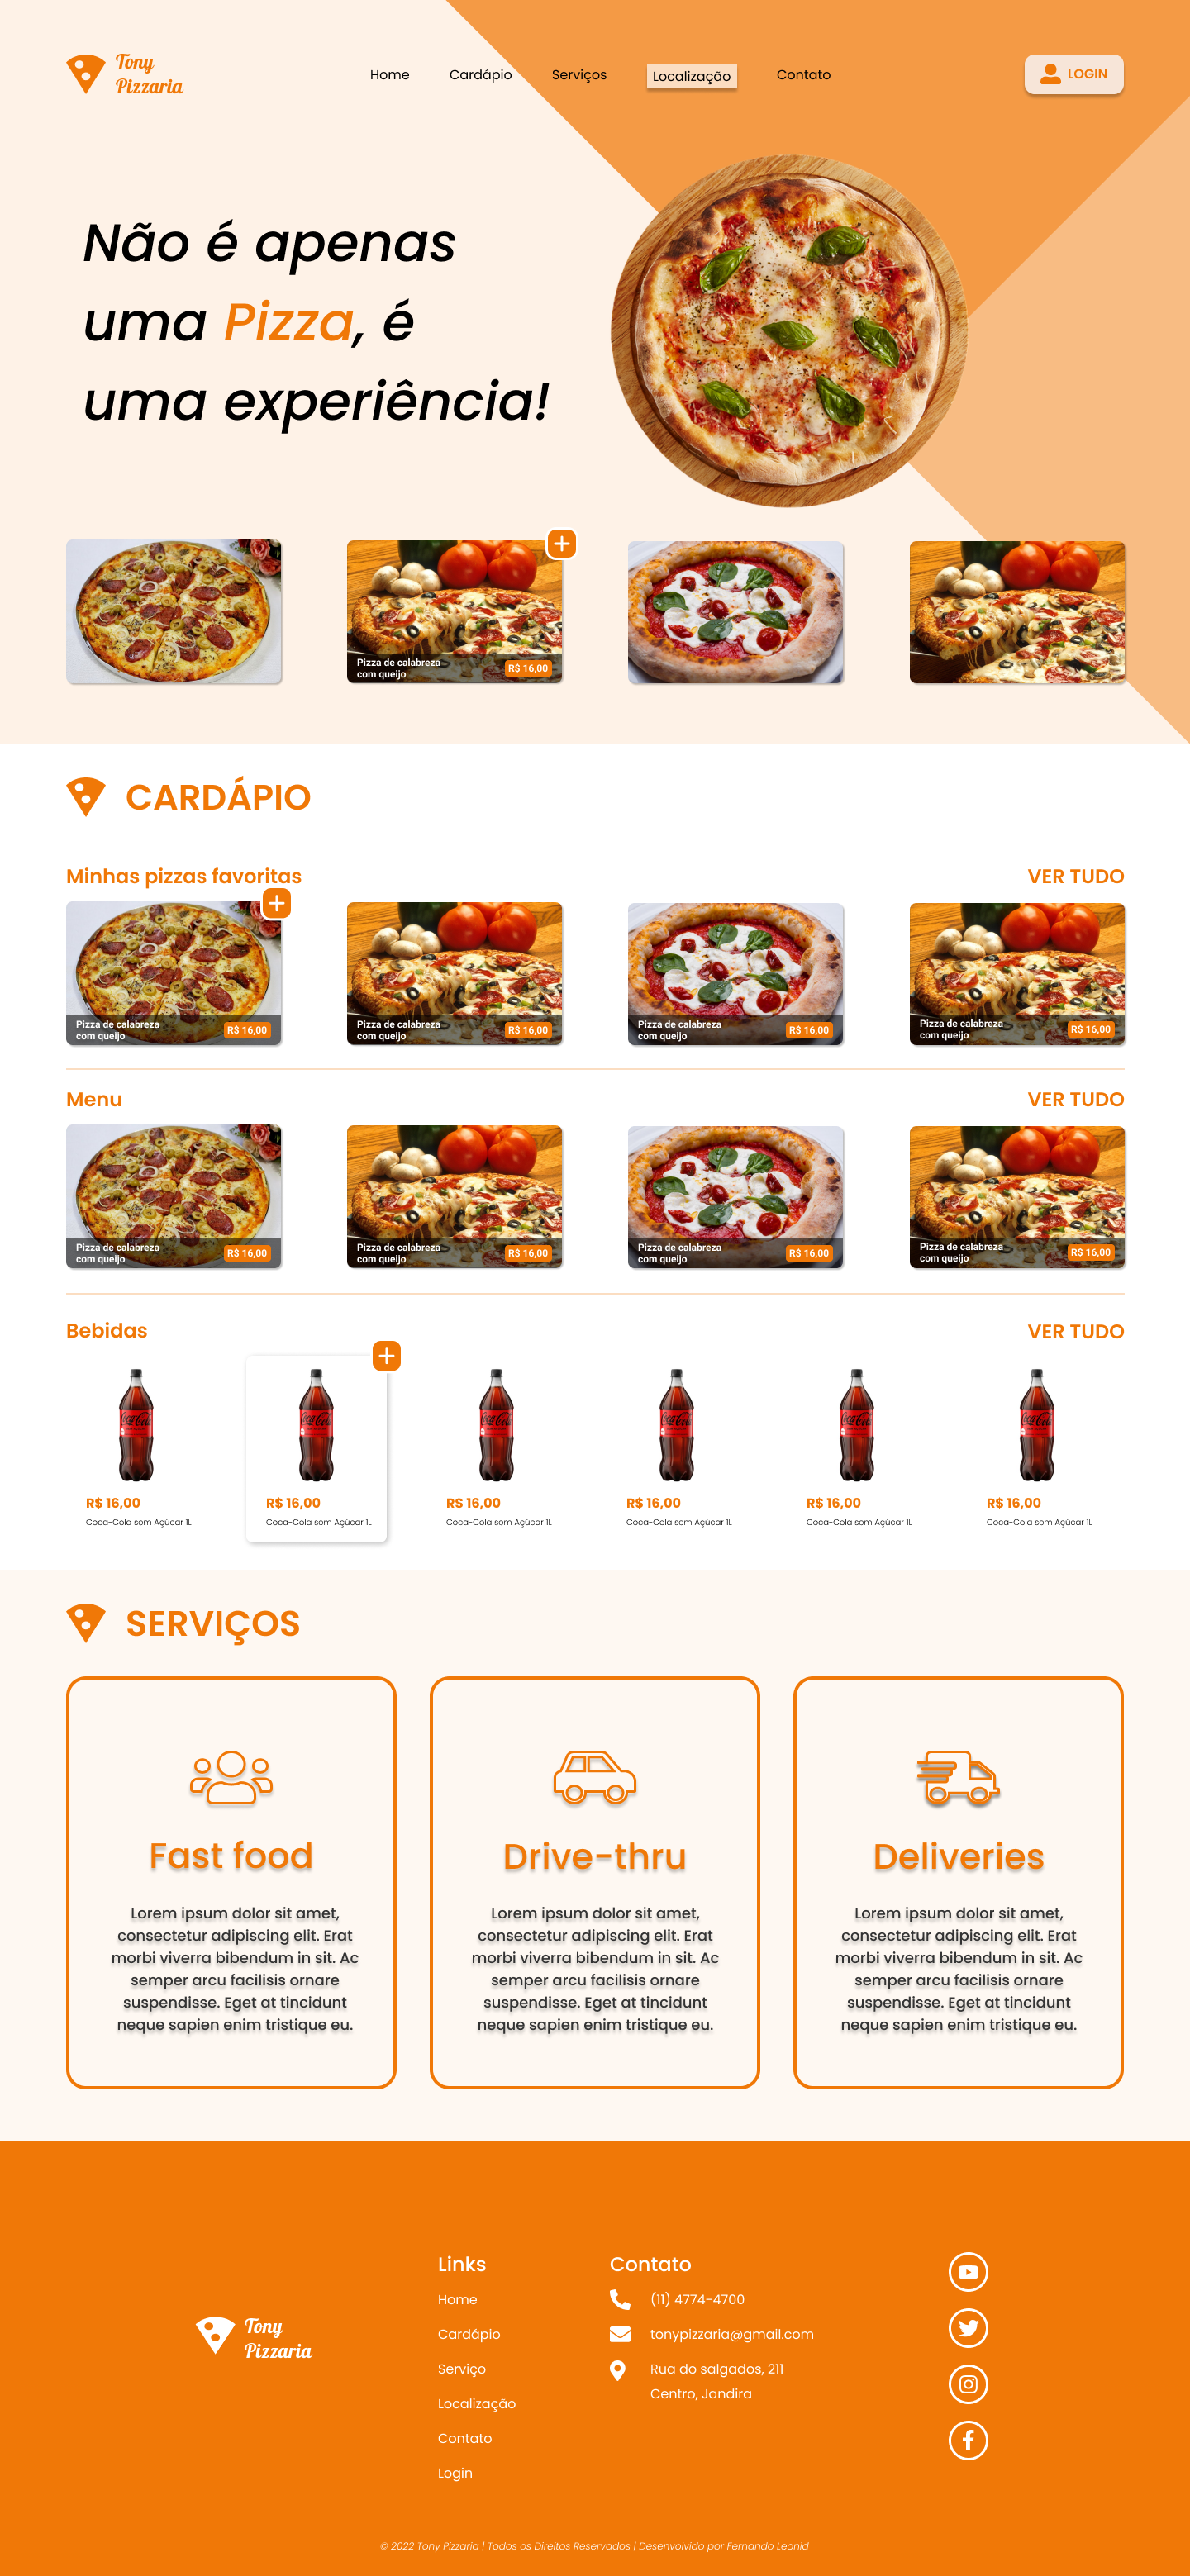 Tony
Pizzaria
Home
Cardápio
Serviços
Localização
Contato
LOGIN
Não é apenas
uma Pizza, é
uma experiência!
Pizza de calabreza
com queijo
R$ 16,00
CARDÁPIO
Minhas pizzas favoritas
VER TUDO
Pizza de calabreza
com queijo
R$ 16,00
Pizza de calabreza
com queijo
R$ 16,00
Pizza de calabreza
com queijo
R$ 16,00
Pizza de calabreza
com queijo
R$ 16,00
Menu
VER TUDO
Pizza de calabreza
com queijo
R$ 16,00
Pizza de calabreza
com queijo
R$ 16,00
Pizza de calabreza
com queijo
R$ 16,00
Pizza de calabreza
com queijo
R$ 16,00
Bebidas
VER TUDO
Coca-Cola
R$ 16,00
Coca-Cola sem Açúcar 1L
Coca-Cola
R$ 16,00
Coca-Cola sem Açúcar 1L
Coca-Cola
R$ 16,00
Coca-Cola sem Açúcar 1L
Coca-Cola
R$ 16,00
Coca-Cola sem Açúcar 1L
Coca-Cola
R$ 16,00
Coca-Cola sem Açúcar 1L
Coca-Cola
R$ 16,00
Coca-Cola sem Açúcar 1L
SERVIÇOS
Fast food
Lorem ipsum dolor sit amet,
consectetur adipiscing elit. Erat
morbi viverra bibendum in sit. Ac
semper arcu facilisis ornare
suspendisse. Eget at tincidunt
neque sapien enim tristique eu.
Drive-thru
Lorem ipsum dolor sit amet,
consectetur adipiscing elit. Erat
morbi viverra bibendum in sit. Ac
semper arcu facilisis ornare
suspendisse. Eget at tincidunt
neque sapien enim tristique eu.
Deliveries
Lorem ipsum dolor sit amet,
consectetur adipiscing elit. Erat
morbi viverra bibendum in sit. Ac
semper arcu facilisis ornare
suspendisse. Eget at tincidunt
neque sapien enim tristique eu.
Tony
Pizzaria
Links
Home
Cardápio
Serviço
Localização
Contato
Login
Contato
(11) 4774-4700
tonypizzaria@gmail.com
Rua do salgados, 211
Centro, Jandira
© 2022 Tony Pizzaria | Todos os Direitos Reservados | Desenvolvido por Fernando Leonid